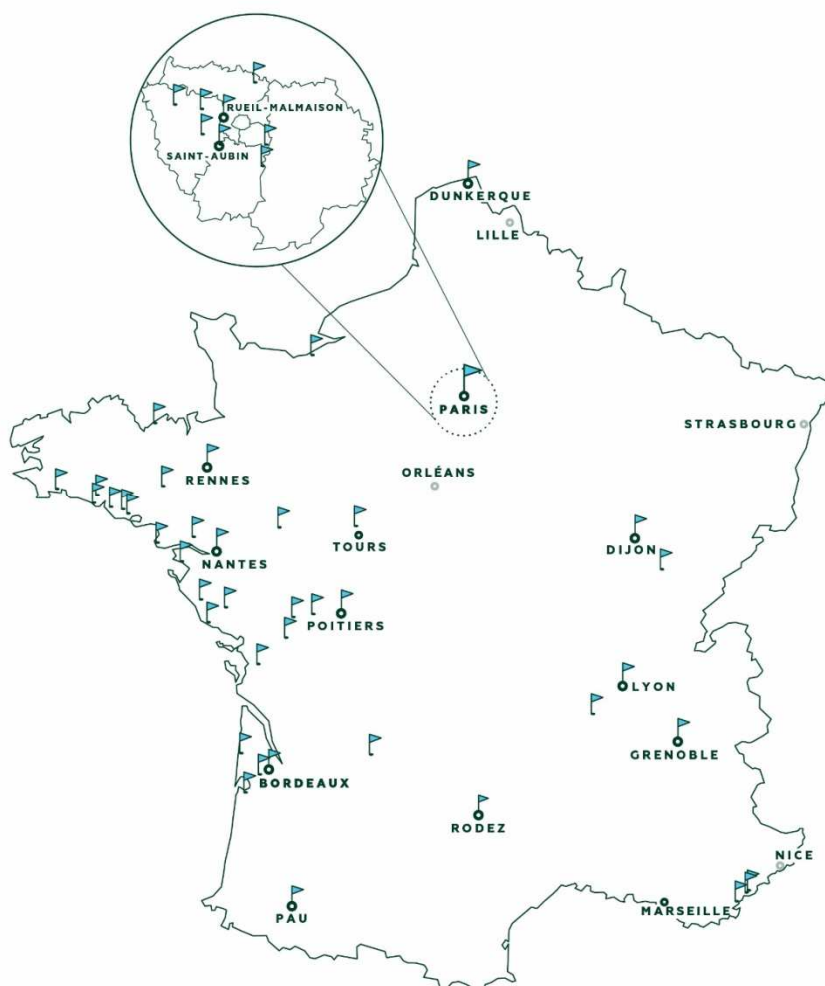 RUEIL-MALMAISON
SAINT-AUBIN
DUNKERQUE
LILLE
PARIS
STRASBOURG
RENNES
ORLÉANS
TOURS
DIJON
NANTES
POITIERS
LYON
GRENOBLE
BORDEAUX
RODEZ
NICE
MARSEILLE
PAU